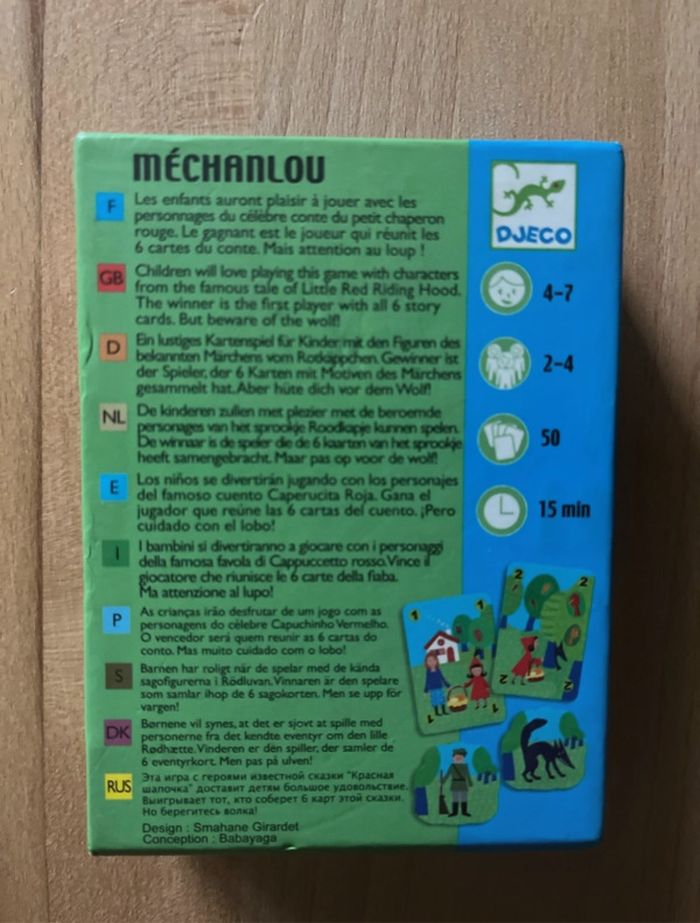 MÉCHANLOU
F
Les enfants auront plaisir à jouer avec les
personnages du célèbre conte du petit chaperon
rouge. Le gagnant est le joueur qui réunit les
6 cartes du conte. Mais attention au loup !
GB
Children will love playing this game with characters
from the famous tale of Little Red Riding Hood.
The winner is the first player with all 6 story
cards. But beware of the wolf!
D
Ein lustiges Kartenspiel für Kinder, mit den Figuren des
bekannten Märchens vom Rotkäppchen. Gewinner ist
der Spieler, der 6 Karten mit Motiven des Märchens
gesammelt hat. Aber hüte dich vor dem Wolf!
NL
De kinderen zullen met plezier met de beroemde
personages van het sprookje Roodkapje kunnen spelen.
De winnaar is de speler die de 6 kaarten van het sprookje
heeft samengebracht. Maar pas op voor de wolf!
E
Los niños se divertirán jugando con los personajes
del famoso cuento Caperucita Roja. Gana el
jugador que reúne las 6 cartas del cuento. ¡Pero
cuidado con el lobo!
I
I bambini si divertiranno a giocare con i personaggi
della famosa favola di Cappuccetto rosso. Vince il
giocatore che riunisce le 6 carte della fiaba.
Ma attenzione al lupo!
P
As crianças irão desfrutar de um jogo com as
personagens do célebre Capuchinho Vermelho.
O vencedor será quem reunir as 6 cartas do
conto. Mas muito cuidado com o lobo!
S
Barnen har roligt när de spelar med de kända
sagofigurerna i Rödluvan. Vinnaren är den spelare
som samlar ihop de 6 sagokorten. Men se upp för
vargen!
DK
Børnene vil synes, at det er sjovt at spille med
personerne fra det kendte eventyr om den lille
Rødhætte. Vinderen er den spiller, der samler de
6 eventyrkort. Men pas på ulven!
RUS
Эта игра с героями известной сказки "Красная
шапочка" доставит детям большое удовольствие.
Выигрывает тот, кто соберет 6 карт этой сказки.
Но берегитесь волка!
Design : Smahane Girardet
Conception : Babayaga
DJECO
4-7
2-4
50
15 min
1
1
1
2
2
2
2